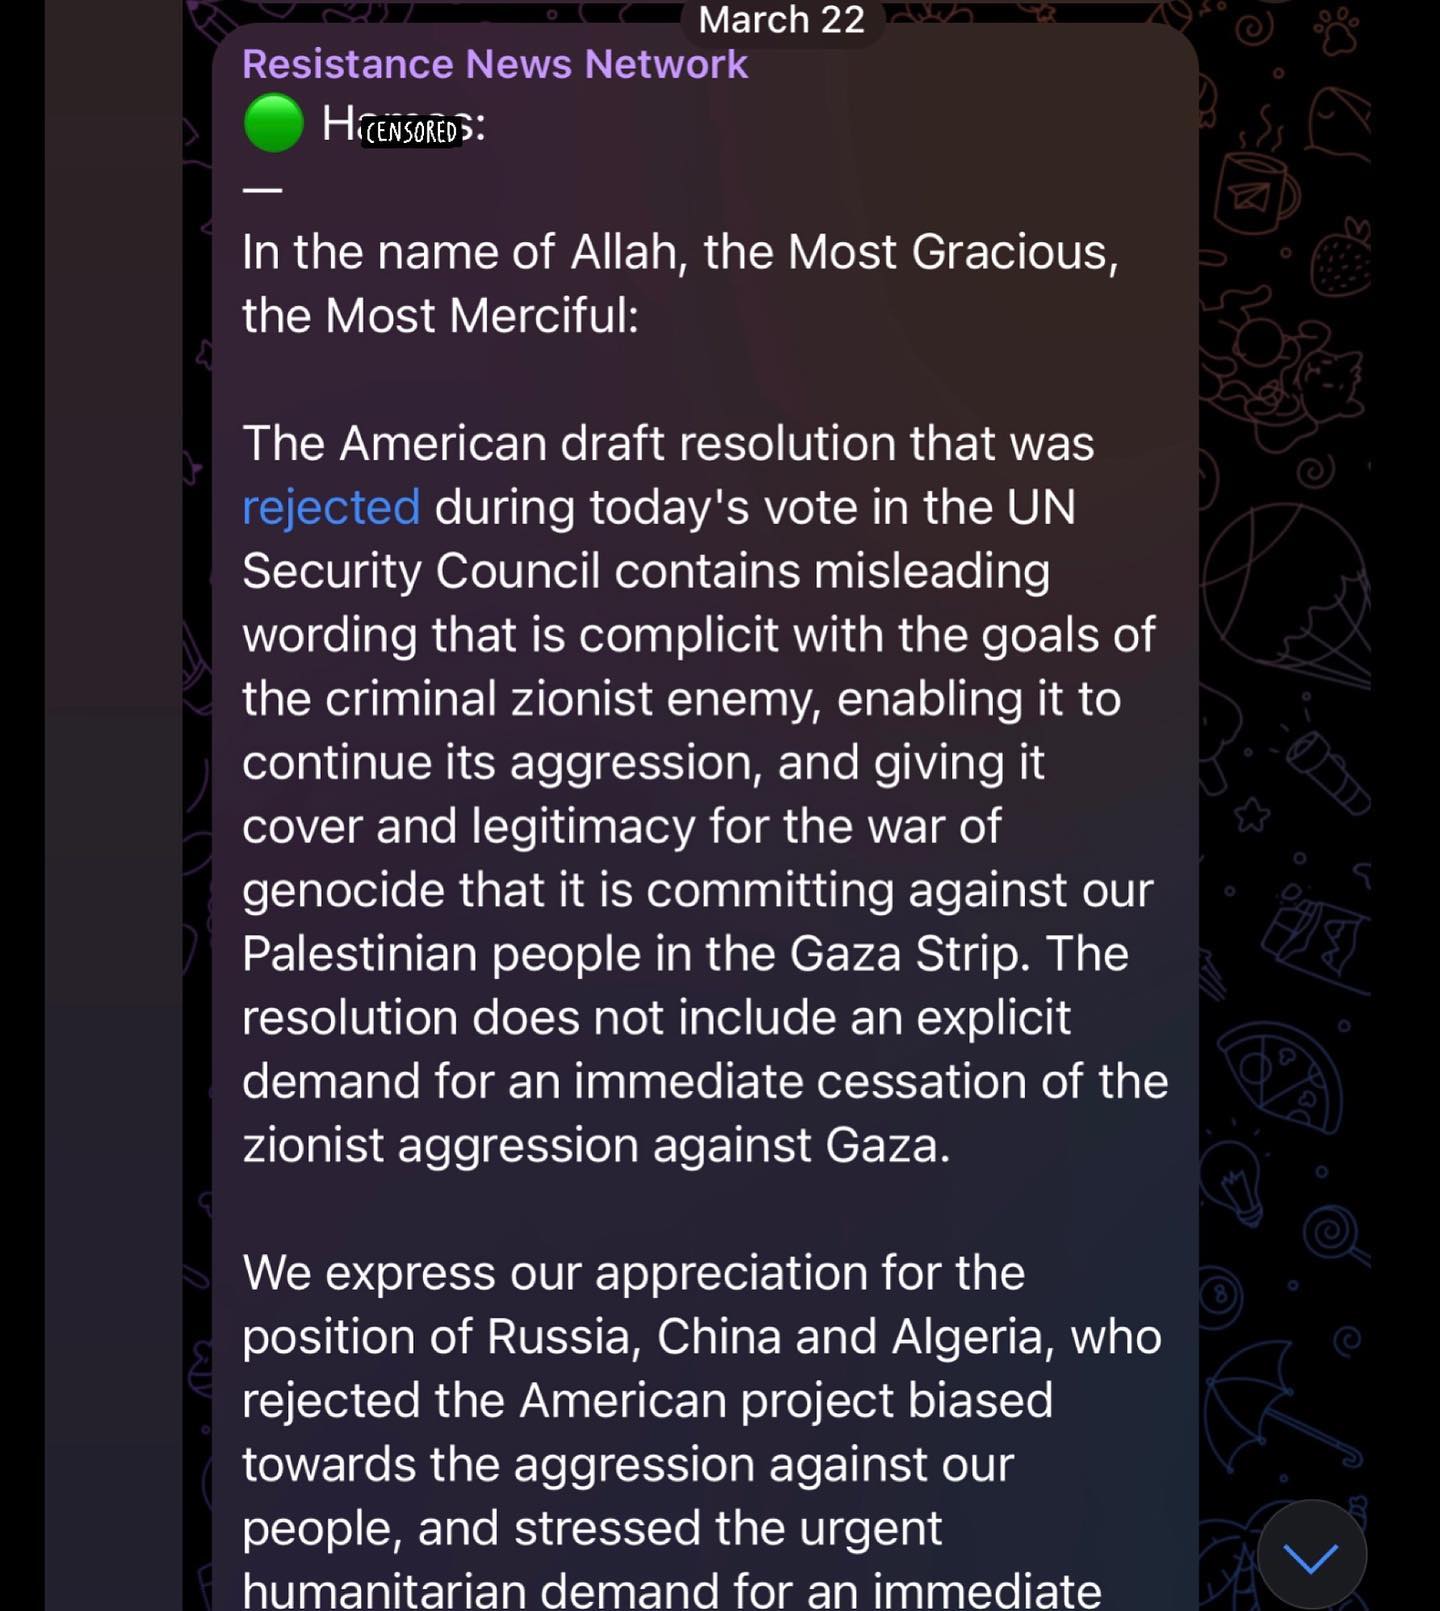 March 22
Resistance News Network
H CENSORED s:
—
In the name of Allah, the Most Gracious,
the Most Merciful:
The American draft resolution that was
rejected during today's vote in the UN
Security Council contains misleading
wording that is complicit with the goals of
the criminal zionist enemy, enabling it to
continue its aggression, and giving it
cover and legitimacy for the war of
genocide that it is committing against our
Palestinian people in the Gaza Strip. The
resolution does not include an explicit
demand for an immediate cessation of the
zionist aggression against Gaza.
We express our appreciation for the
position of Russia, China and Algeria, who
rejected the American project biased
towards the aggression against our
people, and stressed the urgent
humanitarian demand for an immediate